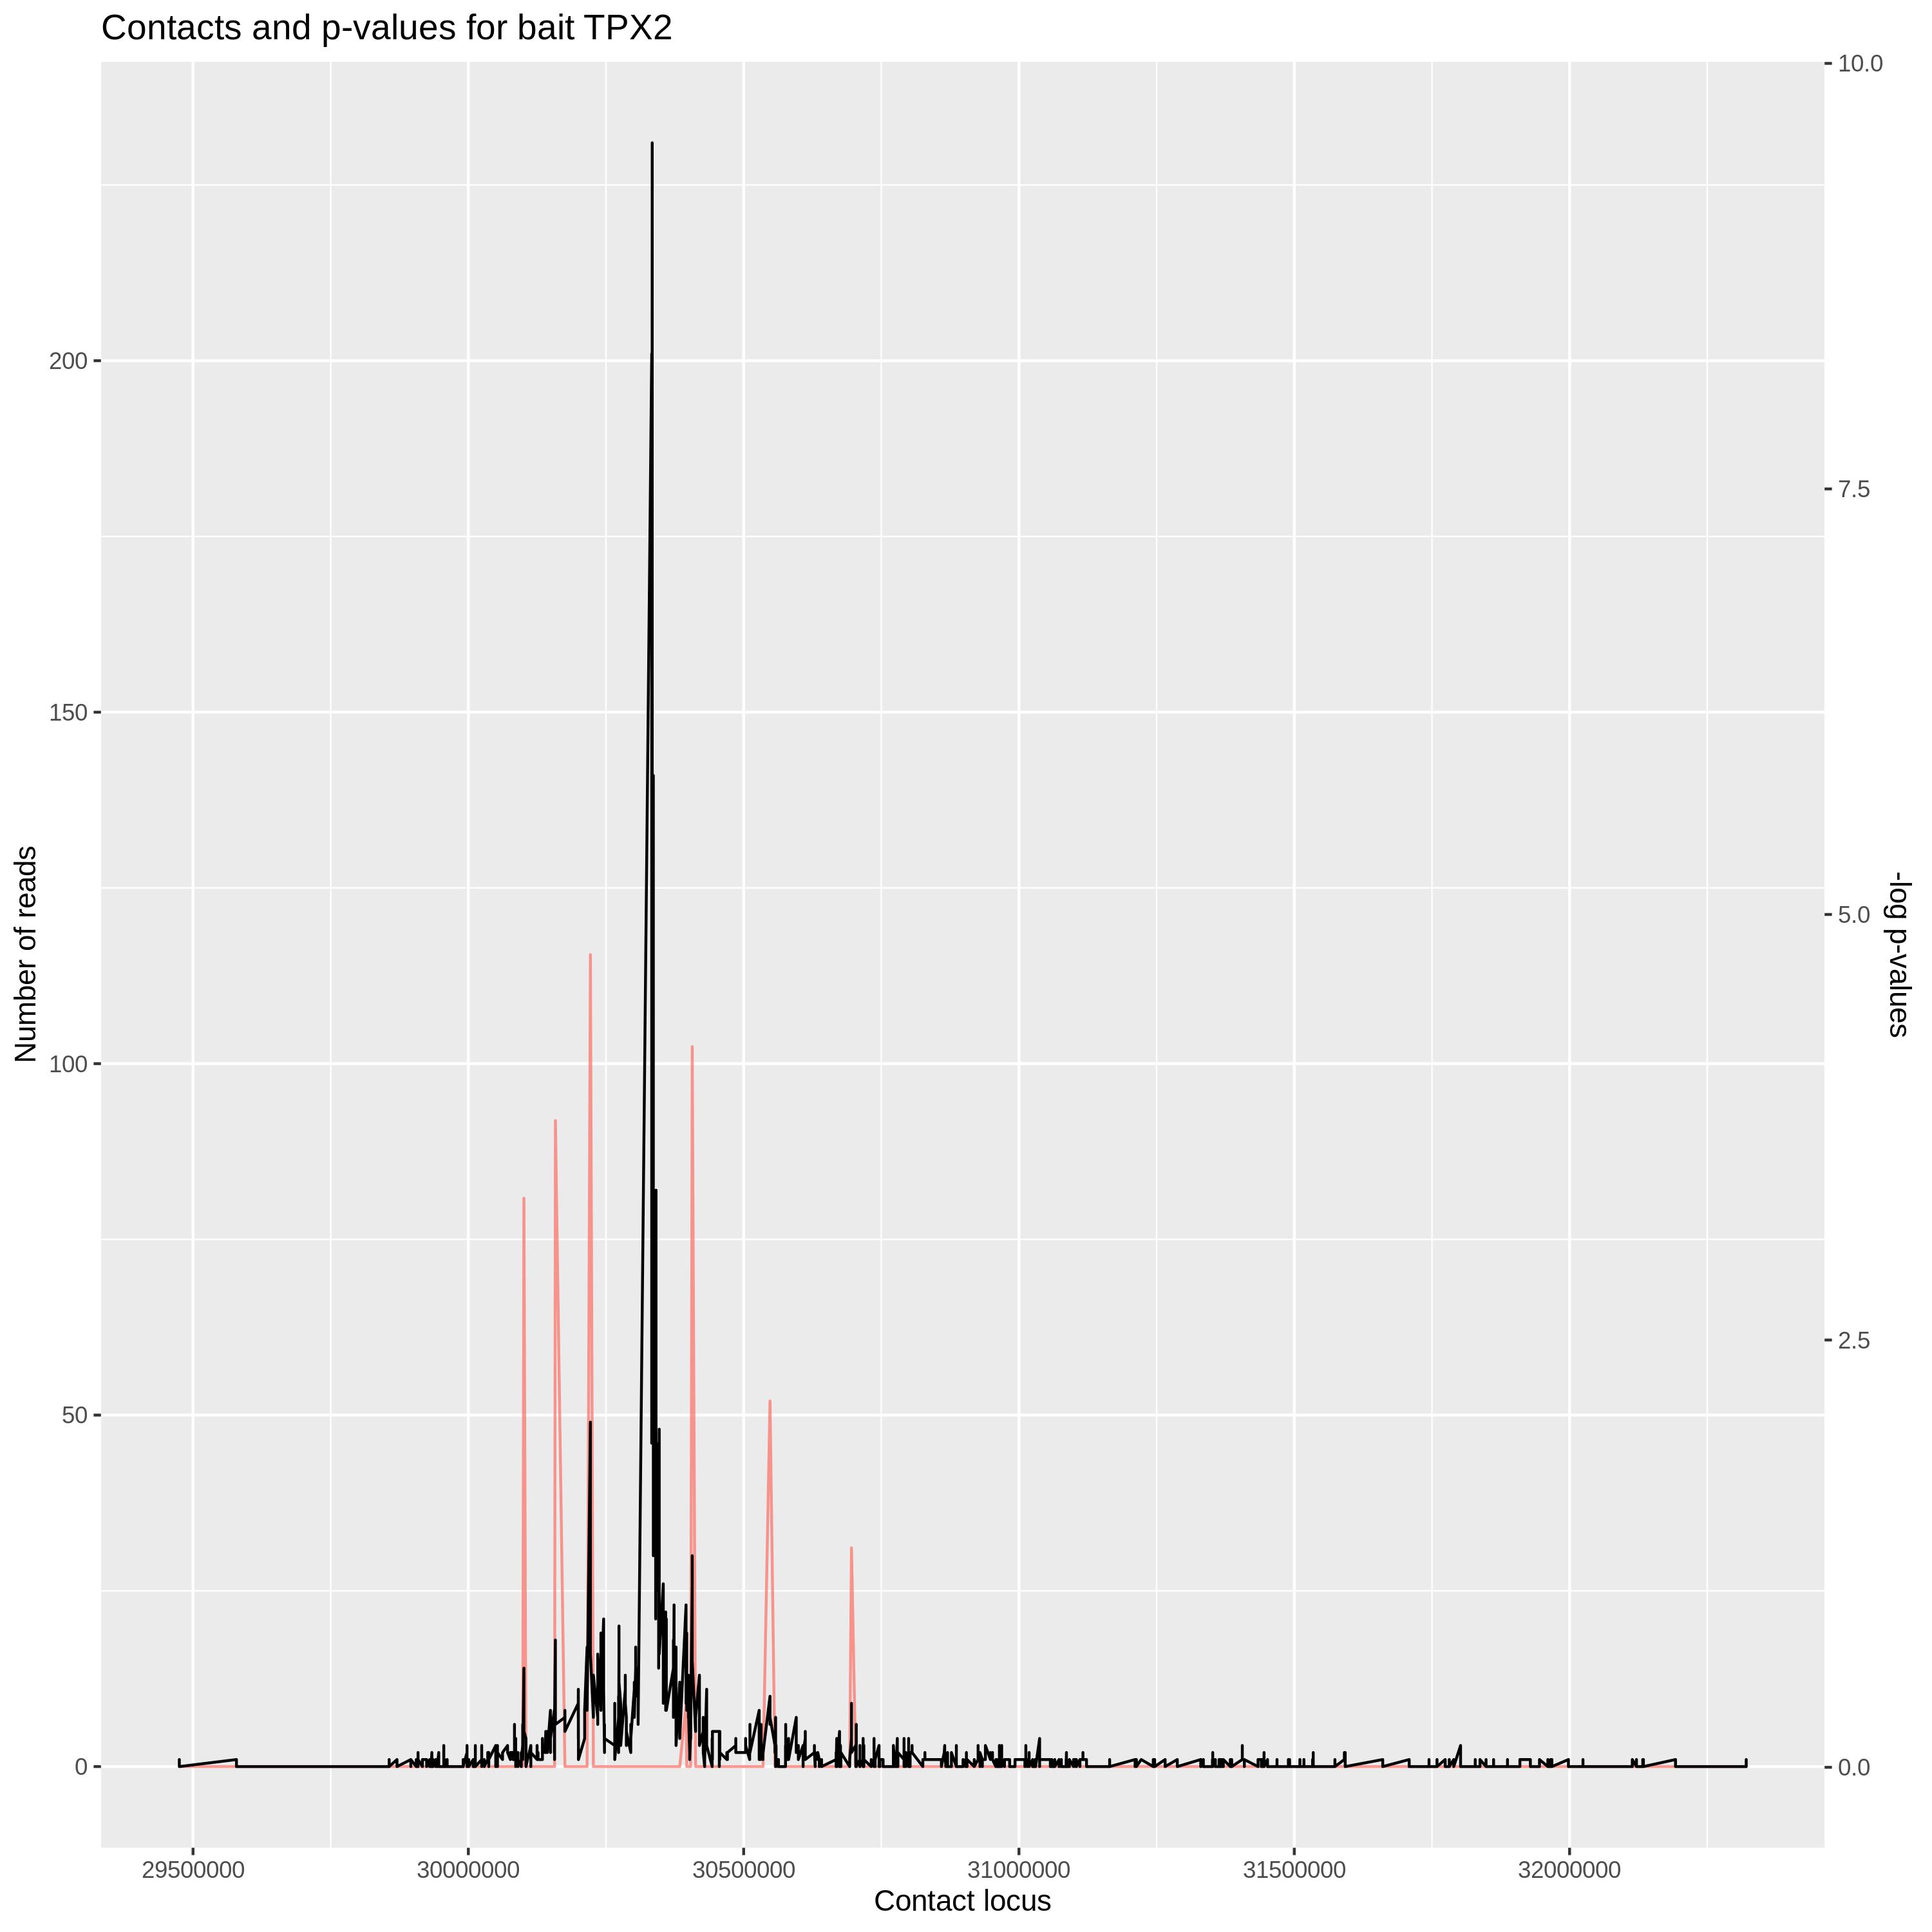 Contacts and p-values for bait TPX2
Number of reads
200
150
100
50
0
10.0
7.5
5.0
2.5
0.0
-log p-values
29500000 30000000 30500000 31000000 31500000 32000000
Contact locus